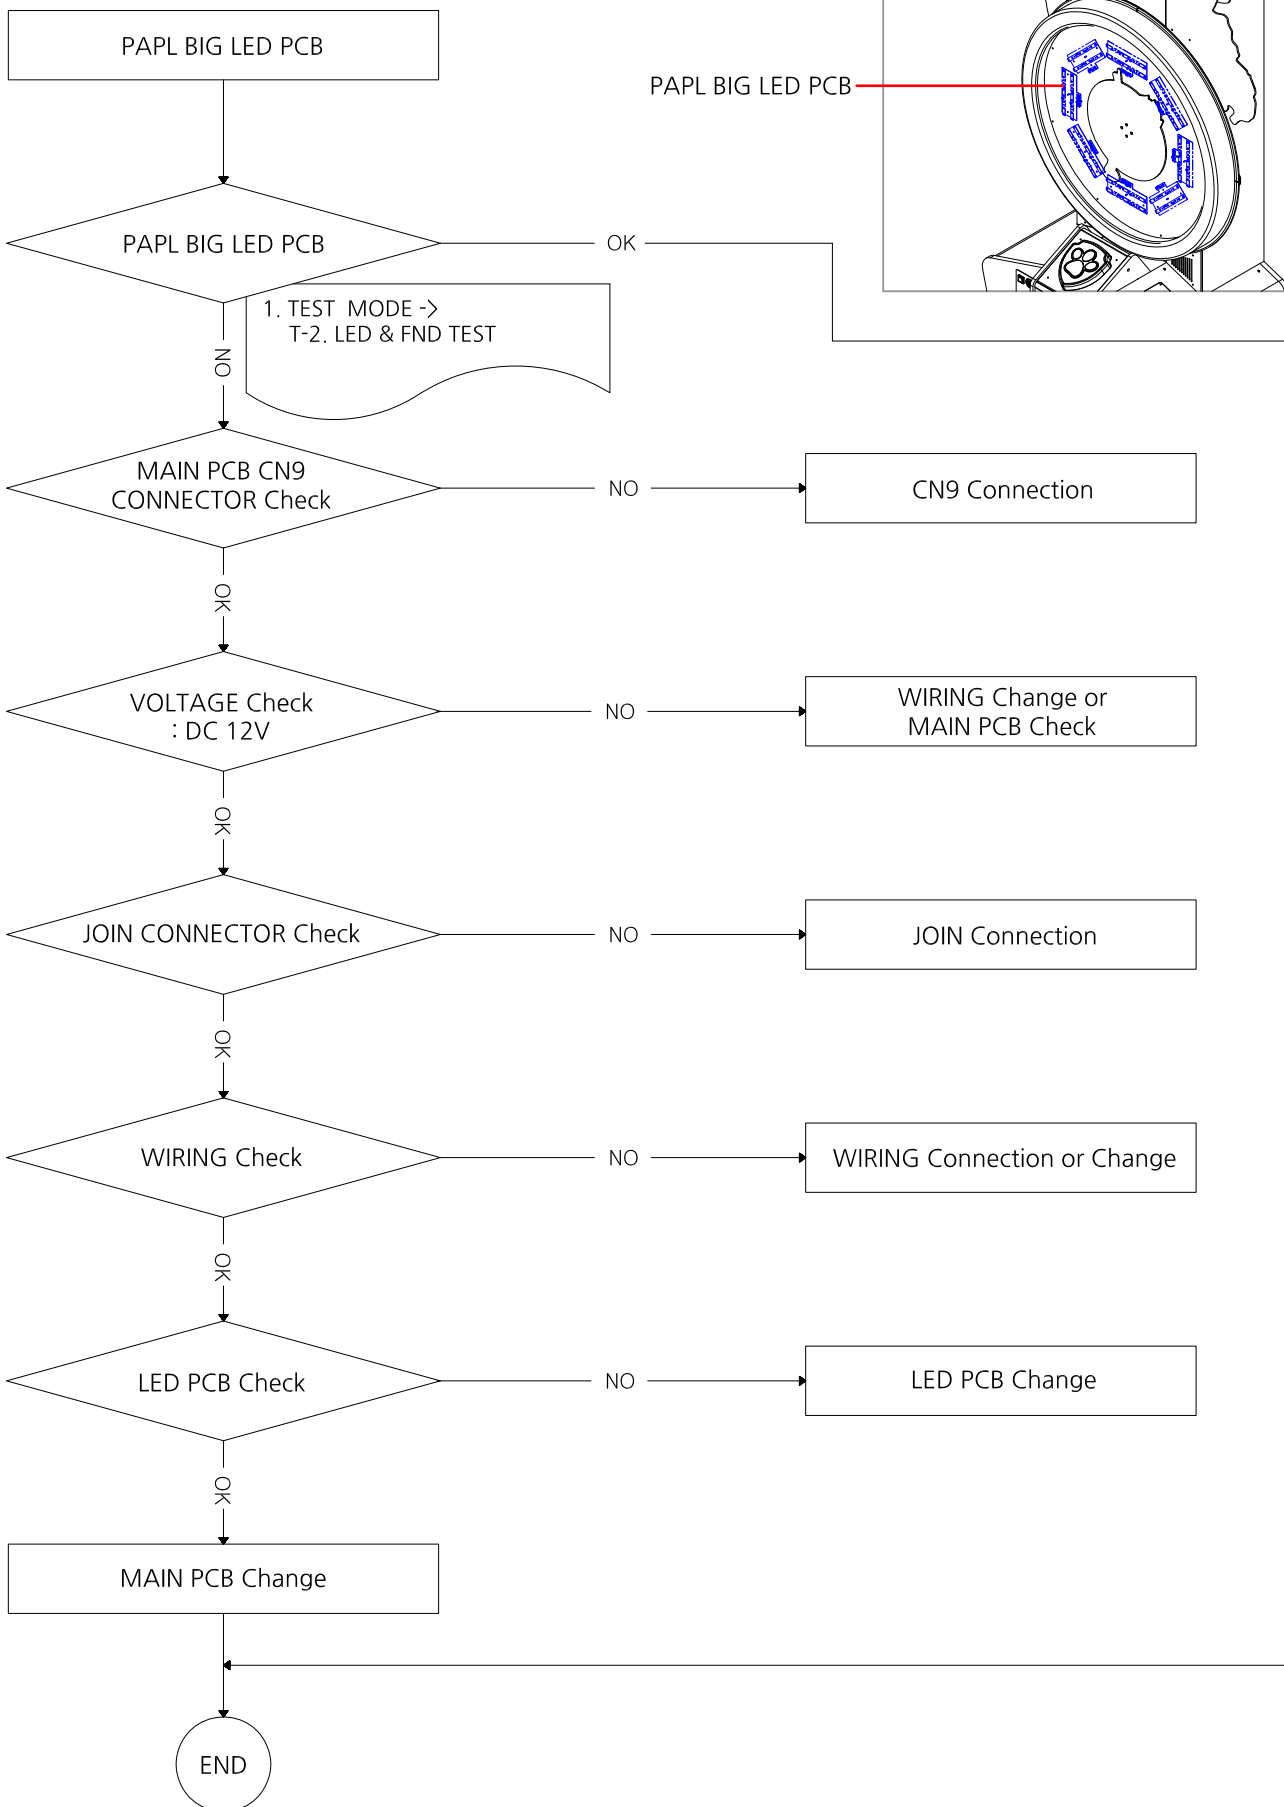 PAPL BIG LED PCB
PAPL BIG LED PCB
PAPL BIG LED PCB
OK
1. TEST MODE ->
T-2. LED & FND TEST
NO
MAIN PCB CN9
CONNECTOR Check
NO
CN9 Connection
OK
VOLTAGE Check
: DC 12V
NO
WIRING Change or
MAIN PCB Check
OK
JOIN CONNECTOR Check
NO
JOIN Connection
OK
WIRING Check
NO
WIRING Connection or Change
OK
LED PCB Check
NO
LED PCB Change
OK
MAIN PCB Change
END